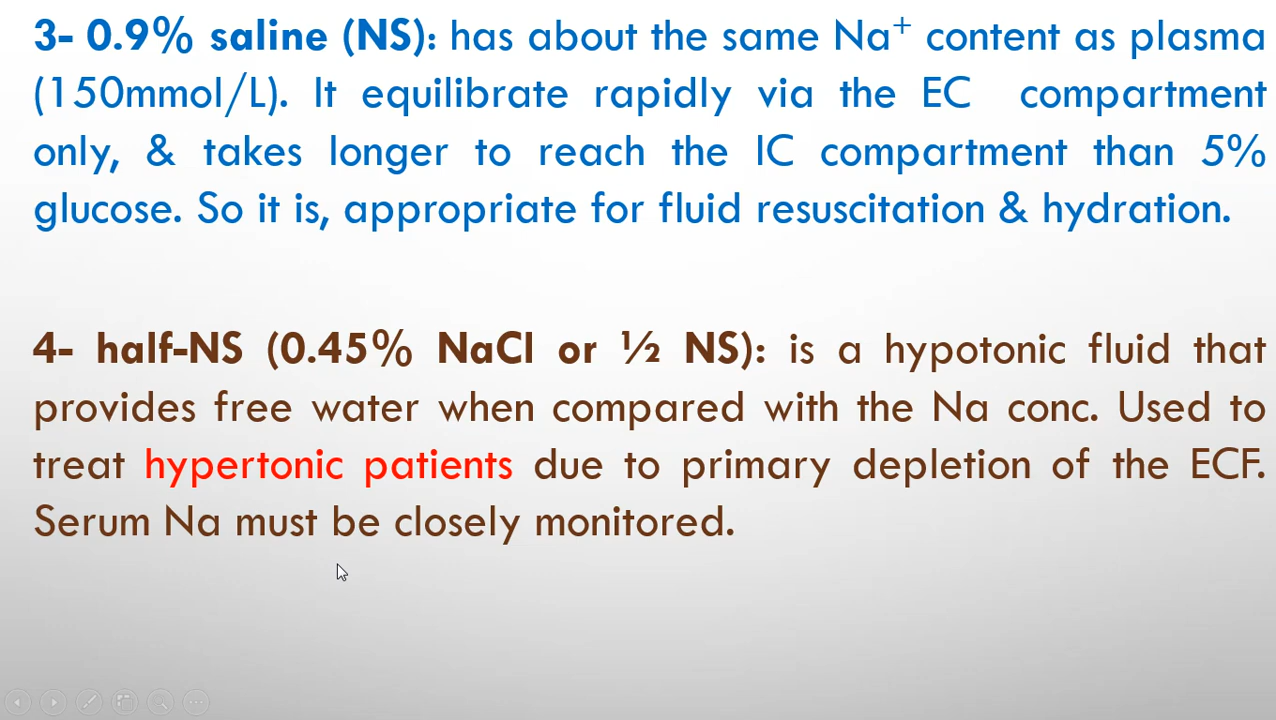 3- 0.9% saline (NS): has about the same Na⁺ content as plasma
(150mmol/L). It equilibrate rapidly via the EC compartment
only, & takes longer to reach the IC compartment than 5%
glucose. So it is, appropriate for fluid resuscitation & hydration.
4- half-NS (0.45% NaCl or ½ NS): is a hypotonic fluid that
provides free water when compared with the Na conc. Used to
treat hypertonic patients due to primary depletion of the ECF.
Serum Na must be closely monitored.